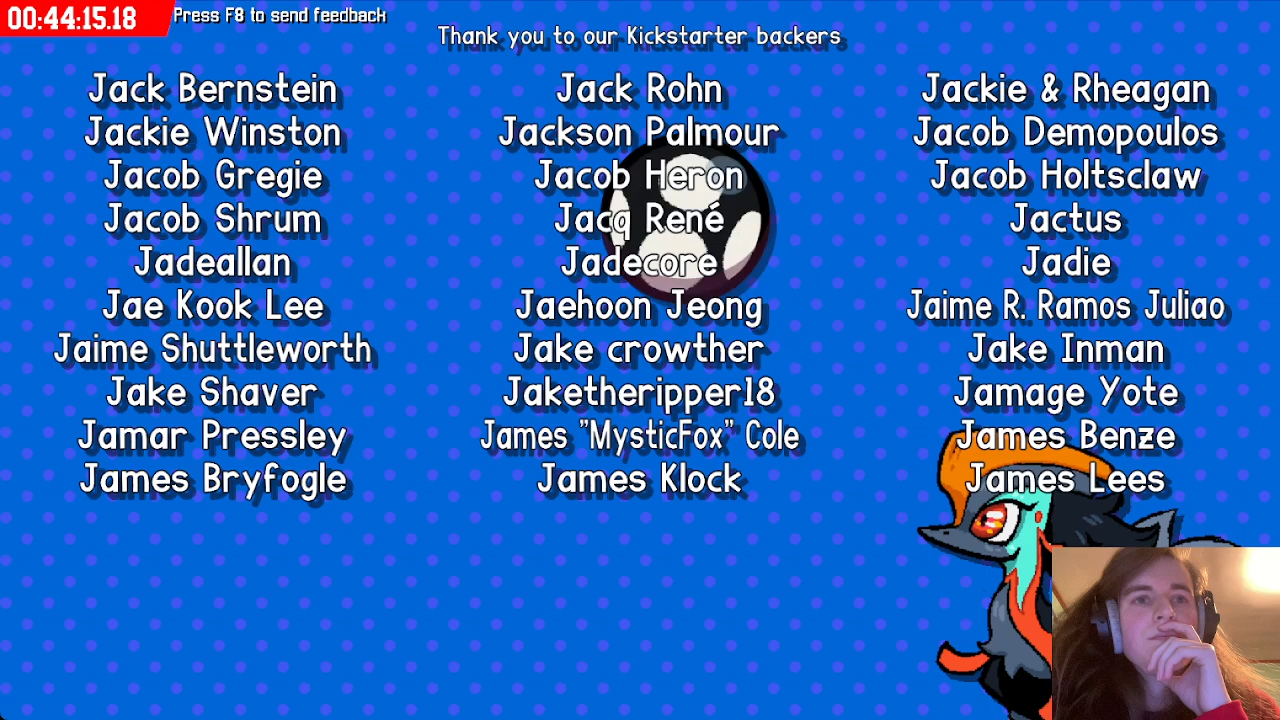 00:44:15.18
Press F8 to send feedback
Thank you to our Kickstarter backers
Jack Bernstein Jack Rohn Jackie & Rheagan
Jackie Winston Jackson Palmour Jacob Demopoulos
Jacob Gregie Jacob Heron Jacob Holtsclaw
Jacob Shrum Jacq René Jactus
Jadeallan Jadecore Jadie
Jae Kook Lee Jaehoon Jeong Jaime R. Ramos Juliao
Jaime Shuttleworth Jake crowther Jake Inman
Jake Shaver Jaketheripper18 Jamage Yote
Jamar Pressley James "MysticFox" Cole James Benze
James Bryfogle James Klock James Lees